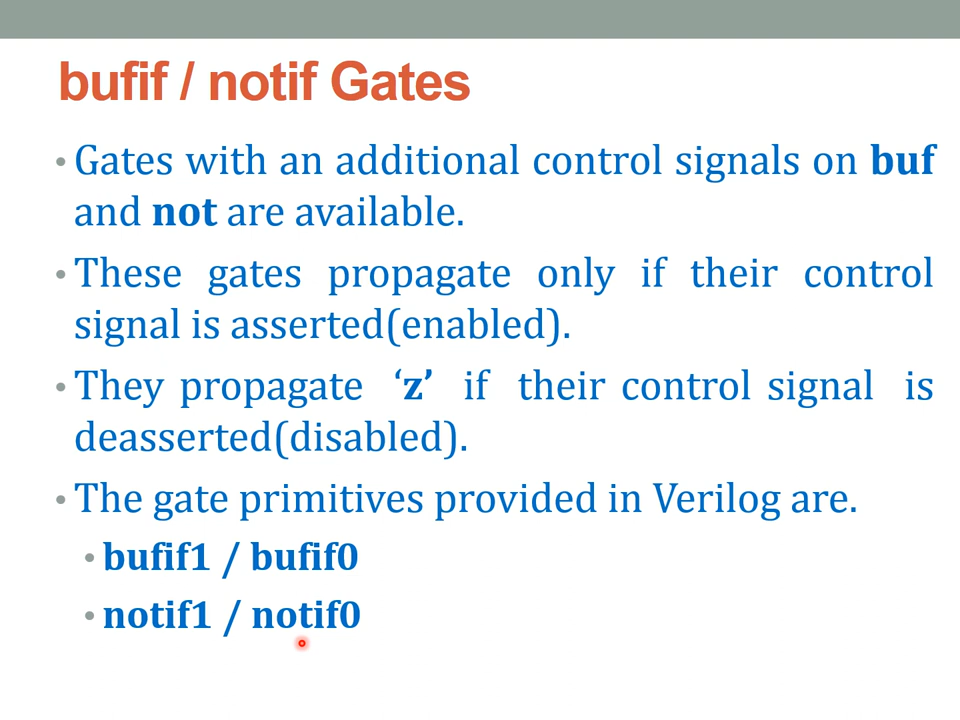 bufif / notif Gates
• Gates with an additional control signals on buf
and not are available.
• These gates propagate only if their control
signal is asserted(enabled).
• They propagate ‘z’ if their control signal is
deasserted(disabled).
• The gate primitives provided in Verilog are.
• bufif1 / bufif0
• notif1 / notif0